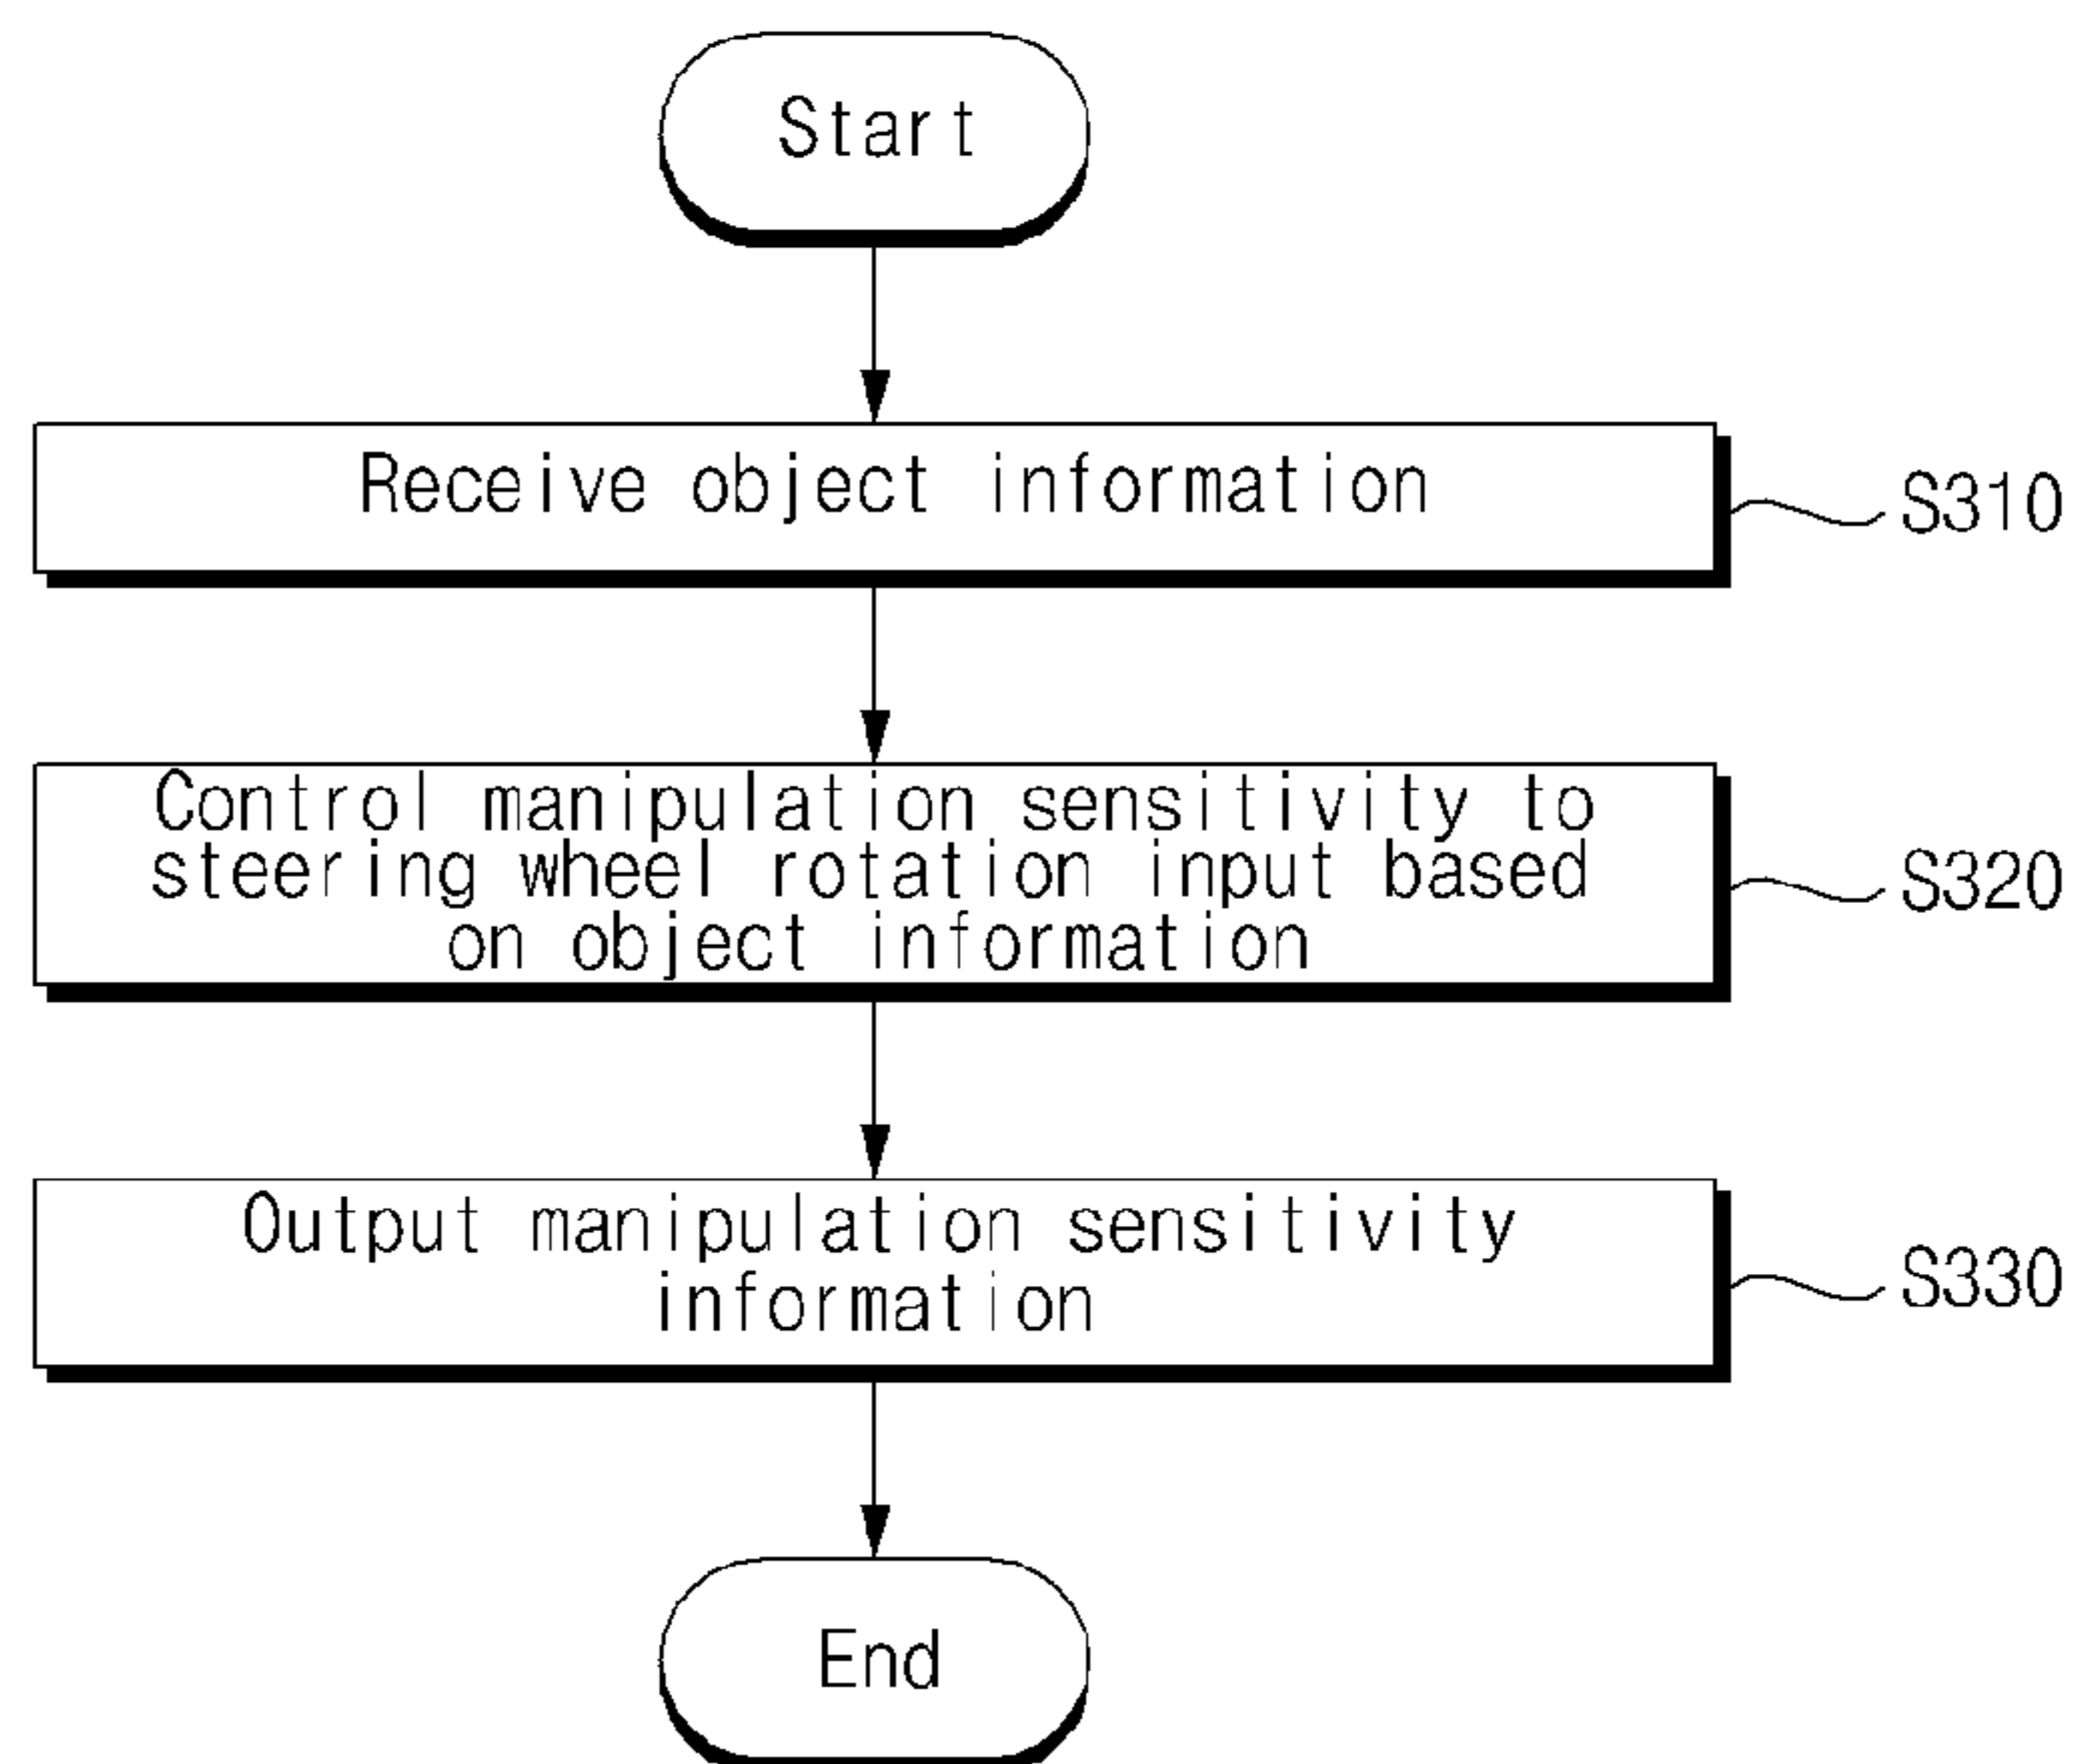 Start
Receive object information
S310
Control manipulation sensitivity to
steering wheel rotation input based
on object information
S320
Output manipulation sensitivity
information
S330
End